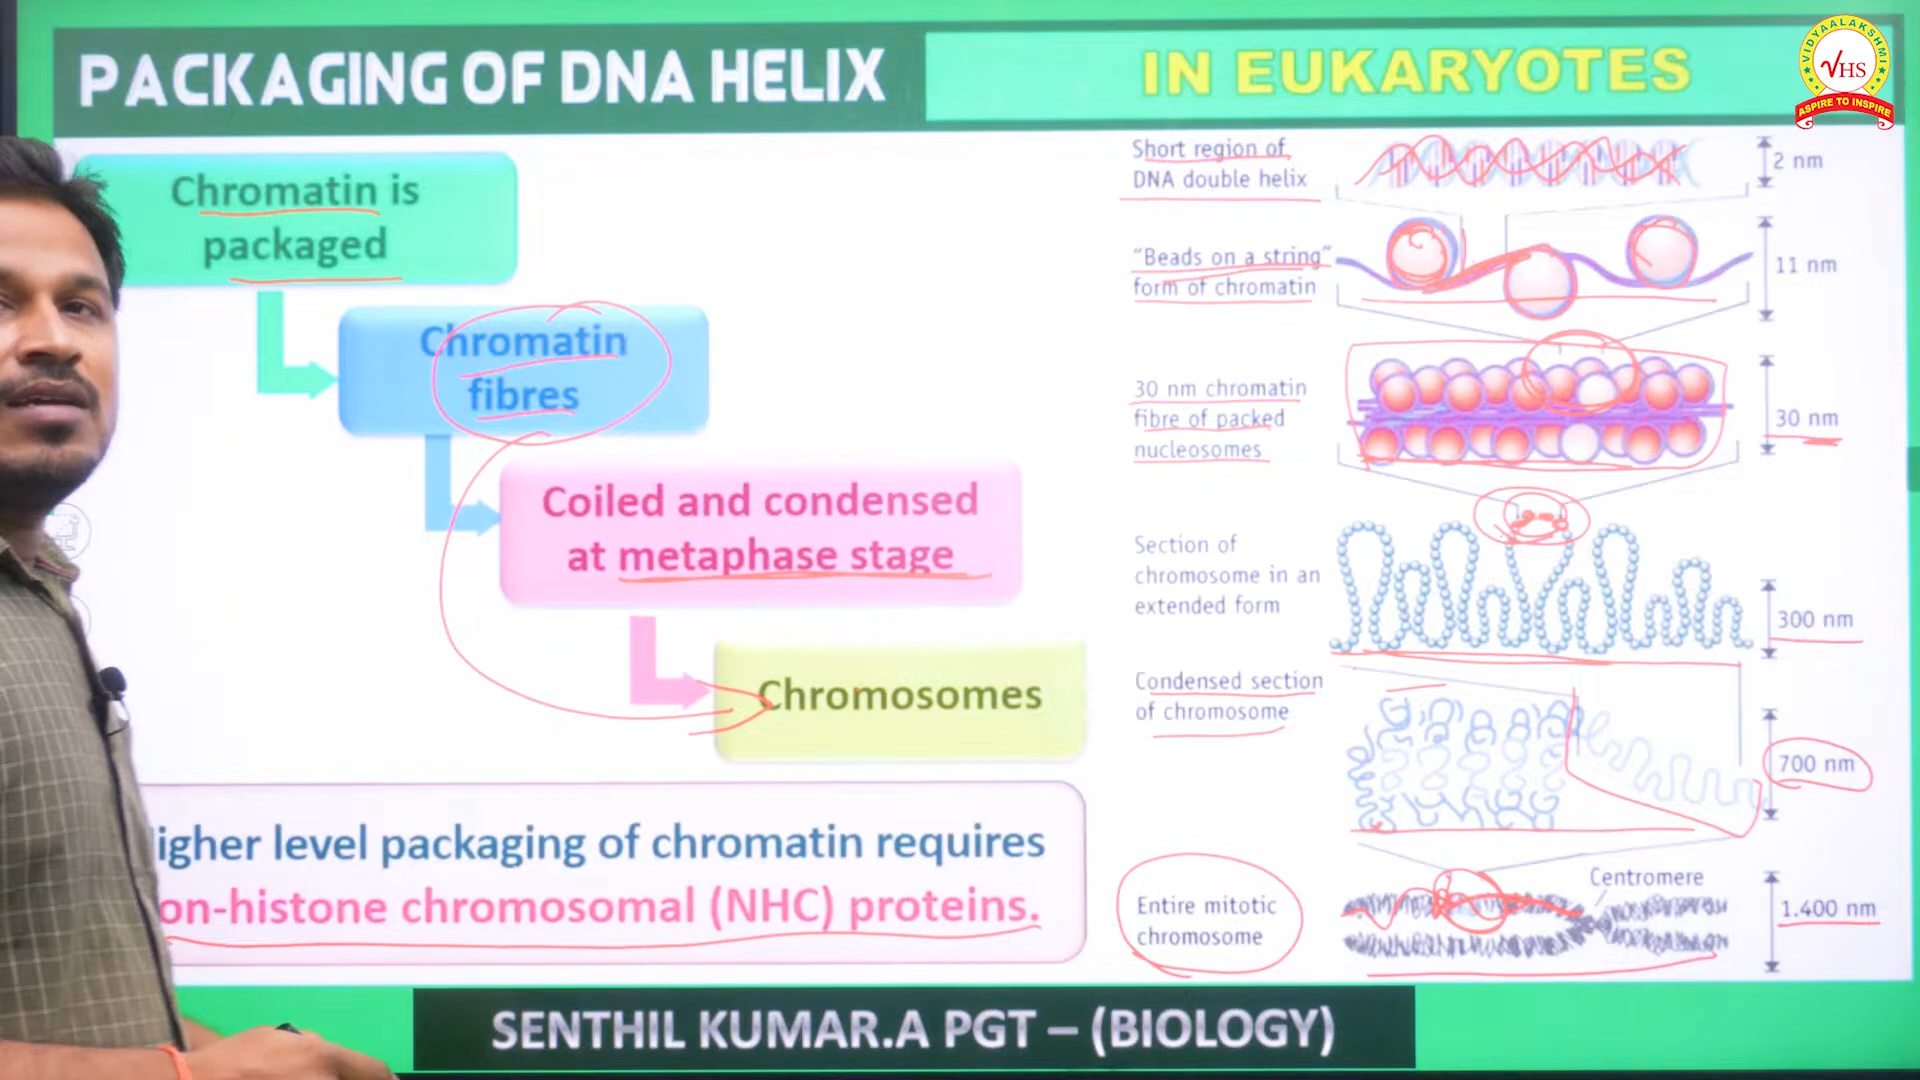 PACKAGING OF DNA HELIX
IN EUKARYOTES
VIDYAALAKSHMI
VHS
ASPIRE TO INSPIRE
Chromatin is
packaged
Chromatin
fibres
Coiled and condensed
at metaphase stage
Chromosomes
igher level packaging of chromatin requires
on-histone chromosomal (NHC) proteins.
Short region of
DNA double helix
2 nm
“Beads on a string”
form of chromatin
11 nm
30 nm chromatin
fibre of packed
nucleosomes
30 nm
Section of
chromosome in an
extended form
300 nm
Condensed section
of chromosome
700 nm
Centromere
Entire mitotic
chromosome
1.400 nm
SENTHIL KUMAR.A PGT – (BIOLOGY)